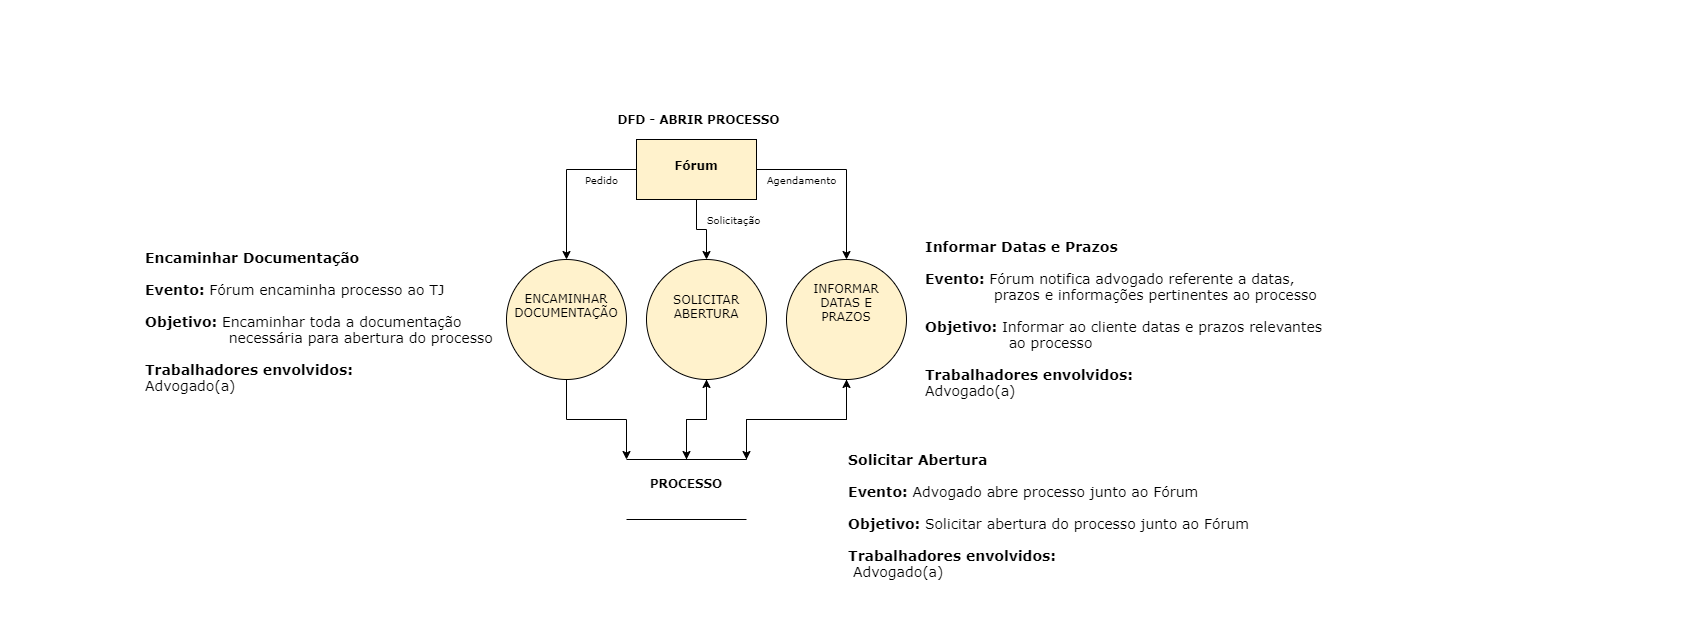 DFD - ABRIR PROCESSO
Fórum
Pedido
Agendamento
Solicitação
Encaminhar Documentação
Evento: Fórum encaminha processo ao TJ
Objetivo: Encaminhar toda a documentação
necessária para abertura do processo
Trabalhadores envolvidos:
Advogado(a)
ENCAMINHAR
DOCUMENTAÇÃO
SOLICITAR
ABERTURA
INFORMAR
DATAS E
PRAZOS
Informar Datas e Prazos
Evento: Fórum notifica advogado referente a datas,
prazos e informações pertinentes ao processo
Objetivo: Informar ao cliente datas e prazos relevantes
ao processo
Trabalhadores envolvidos:
Advogado(a)
PROCESSO
Solicitar Abertura
Evento: Advogado abre processo junto ao Fórum
Objetivo: Solicitar abertura do processo junto ao Fórum
Trabalhadores envolvidos:
Advogado(a)